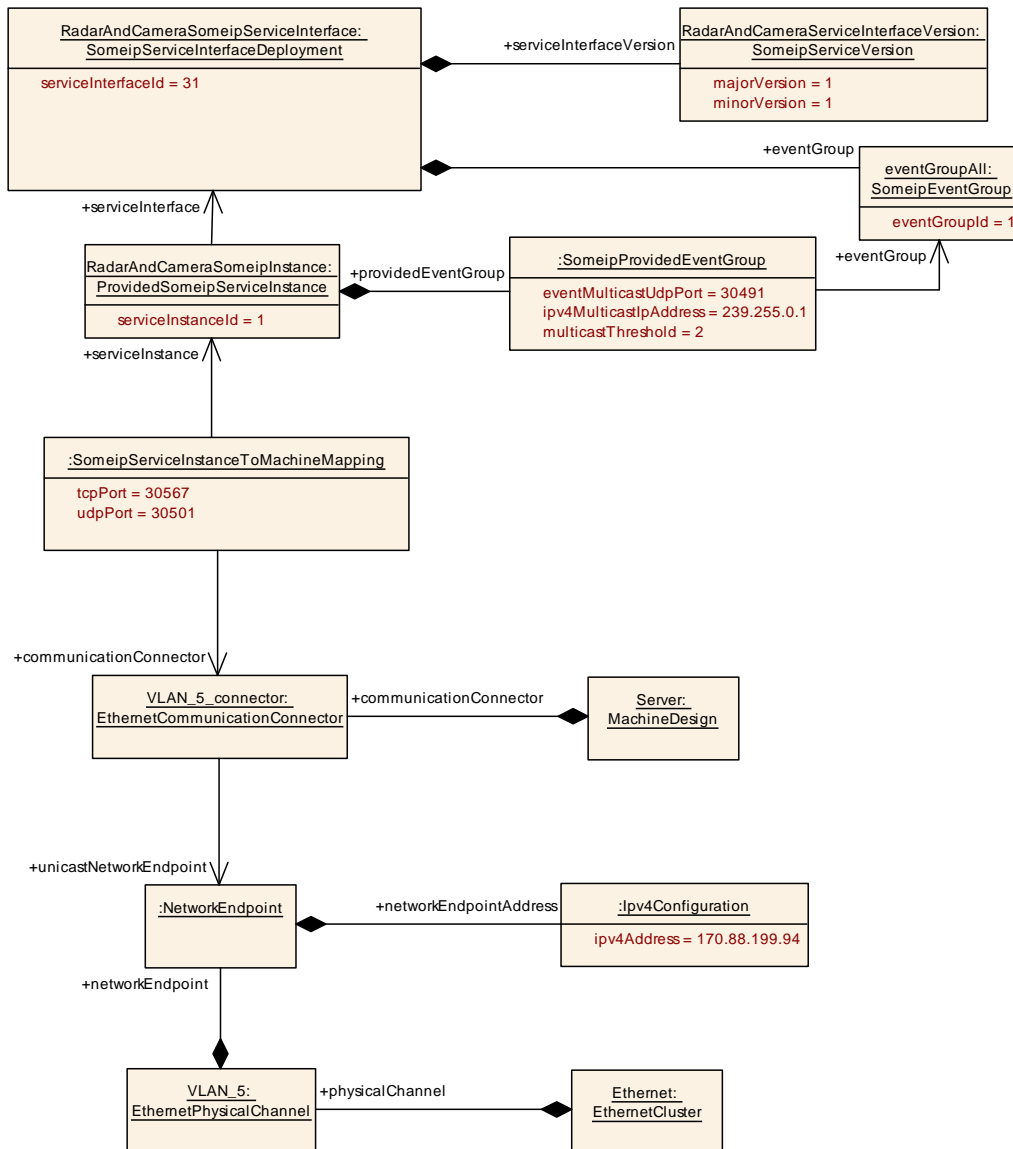 RadarAndCameraSomeipServiceInterface:
SomeipServiceInterfaceDeployment
serviceInterfaceId = 31
+serviceInterfaceVersion
RadarAndCameraServiceInterfaceVersion:
SomeipServiceVersion
majorVersion = 1
minorVersion = 1
+eventGroup
eventGroupAll:
SomeipEventGroup
eventGroupId = 1
+serviceInterface
RadarAndCameraSomeipInstance:
ProvidedSomeipServiceInstance
serviceInstanceId = 1
+providedEventGroup
:SomeipProvidedEventGroup
eventMulticastUdpPort = 30491
ipv4MulticastIpAddress = 239.255.0.1
multicastThreshold = 2
+eventGroup
+serviceInstance
:SomeipServiceInstanceToMachineMapping
tcpPort = 30567
udpPort = 30501
+communicationConnector
VLAN_5_connector:
EthernetCommunicationConnector
+communicationConnector
Server:
MachineDesign
+unicastNetworkEndpoint
:NetworkEndpoint
+networkEndpointAddress
:Ipv4Configuration
ipv4Address = 170.88.199.94
+networkEndpoint
VLAN_5:
EthernetPhysicalChannel
+physicalChannel
Ethernet:
EthernetCluster